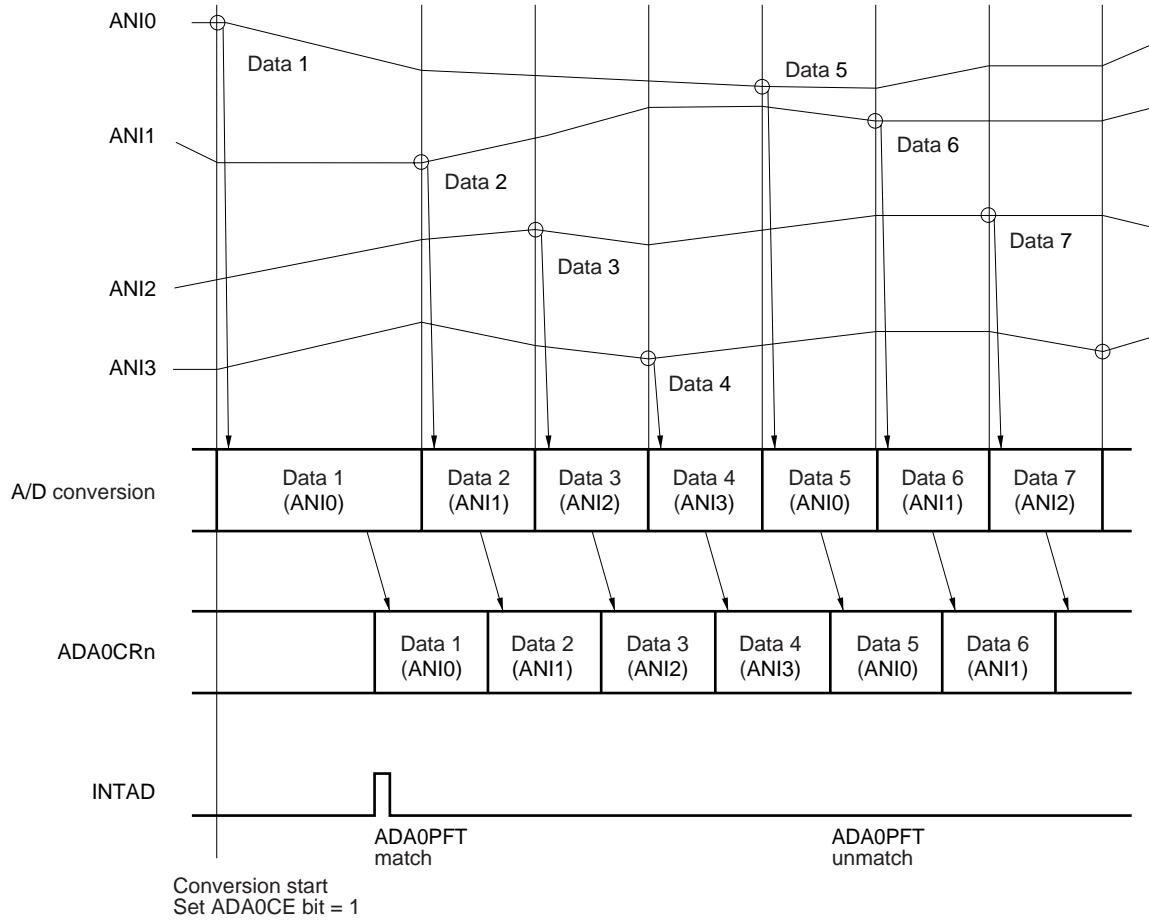 ANI0
Data 1
Data 5
ANI1
Data 6
Data 2
Data 7
Data 3
ANI2
ANI3
Data 4
A/D conversion
Data 1
(ANI0)
Data 2
(ANI1)
Data 3
(ANI2)
Data 4
(ANI3)
Data 5
(ANI0)
Data 6
(ANI1)
Data 7
(ANI2)
ADA0CRn
Data 1
(ANI0)
Data 2
(ANI1)
Data 3
(ANI2)
Data 4
(ANI3)
Data 5
(ANI0)
Data 6
(ANI1)
INTAD
ADA0PFT
match
ADA0PFT
unmatch
Conversion start
Set ADA0CE bit = 1